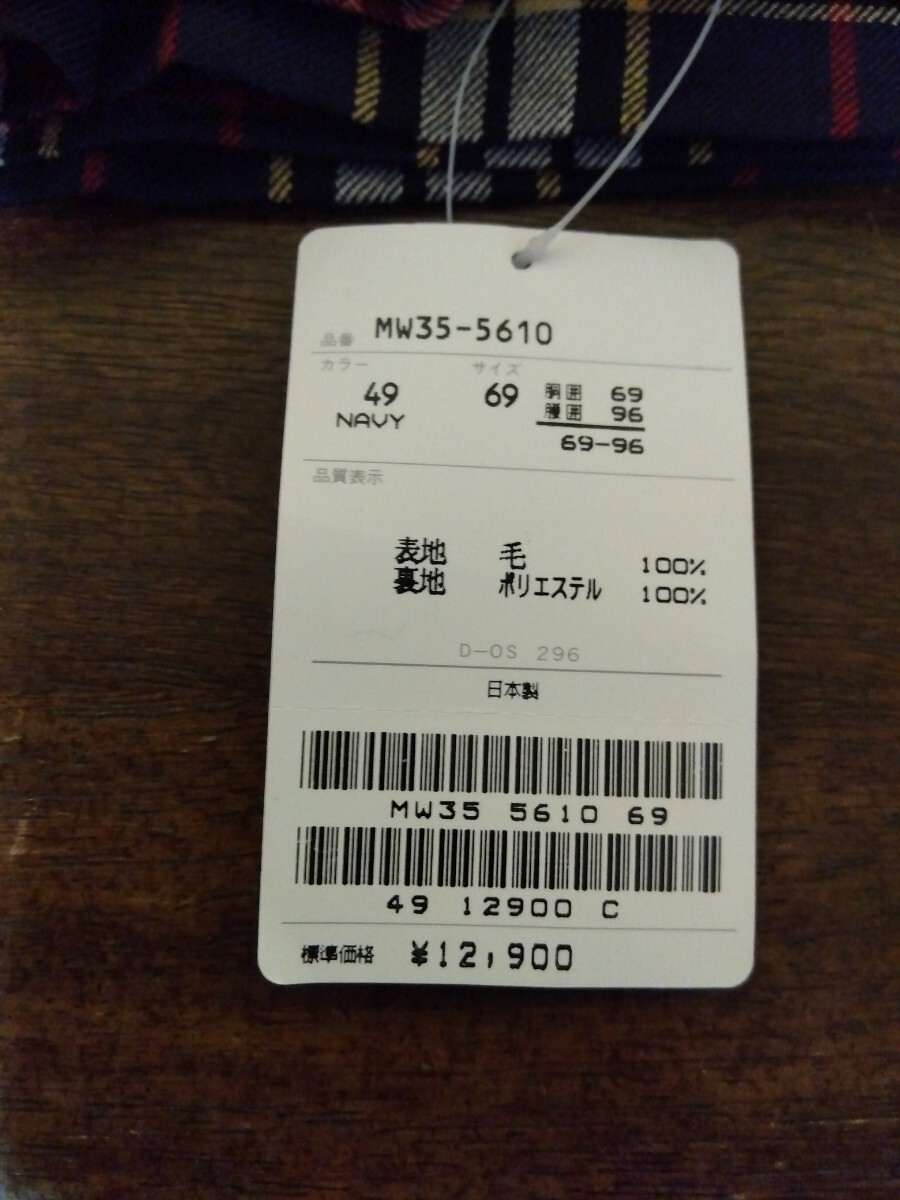 品番 MW35-5610
カラー サイズ
49 69 胴囲 69
NAVY 腰囲 96
69-96
品質表示
表地 毛 100%
裏地 ポリエステル 100%
D-OS 296
日本製
MW35 5610 69
49 12900 C
標準価格 ¥12,900